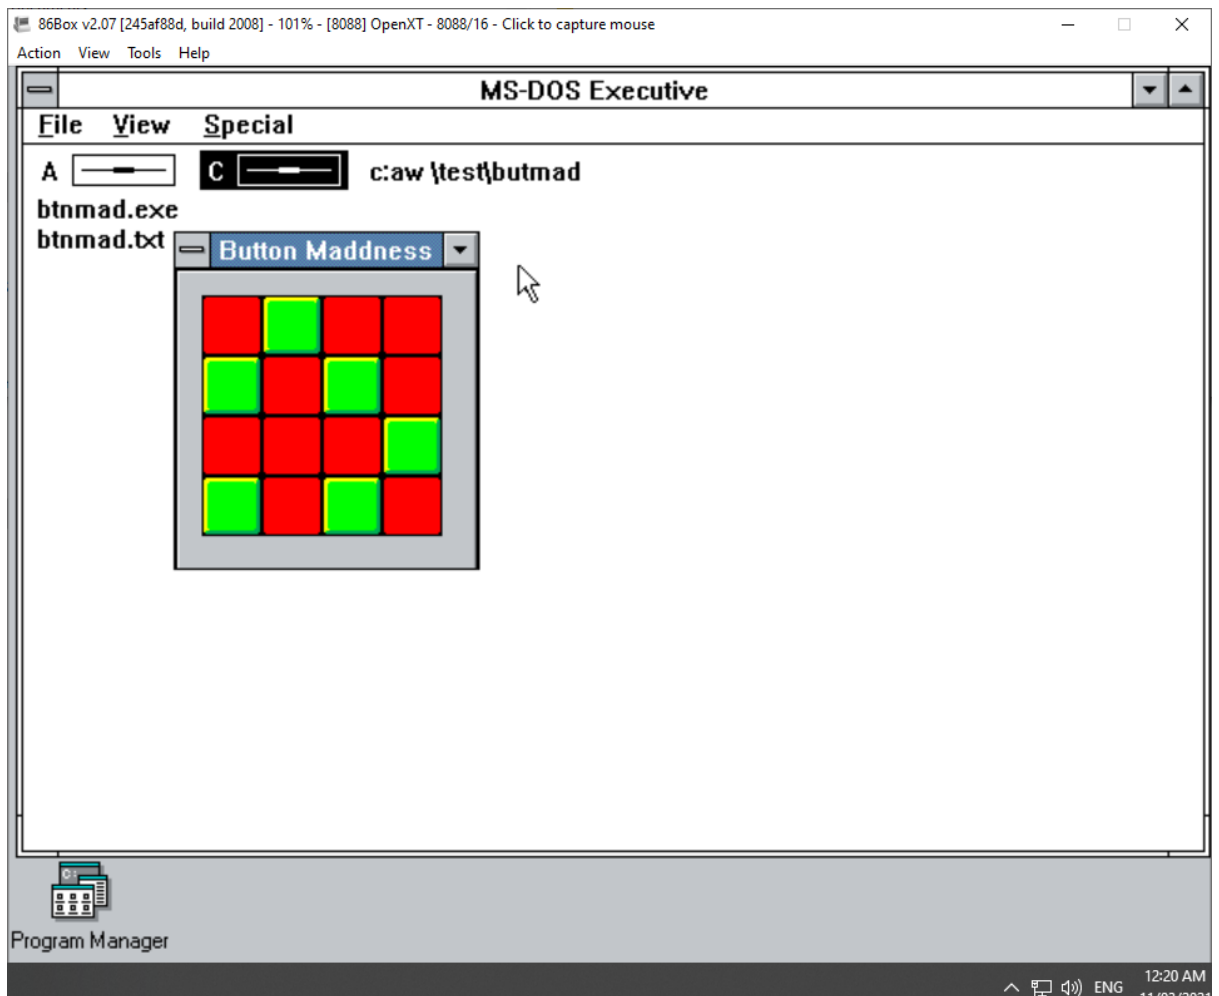 86Box v2.07 [245af88d, build 2008] - 101% - [8088] OpenXT - 8088/16 - Click to capture mouse
Action View Tools Help
MS-DOS Executive
File View Special
A C c:aw \test\butmad
btnmad.exe
btnmad.txt
Button Maddness
C:
Program Manager
12:20 AM
ENG